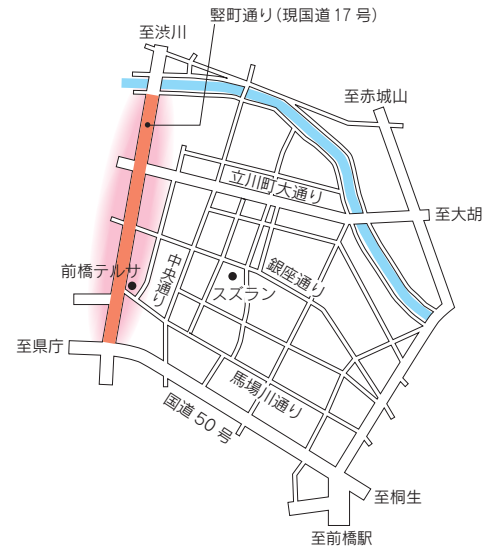 竪町通り(現国道17号)
至渋川
至赤城山
立川町大通り
至大胡
銀座通り
中央通り
前橋テルサ
スズラン
至県庁
馬場川通り
国道50号
至桐生
至前橋駅